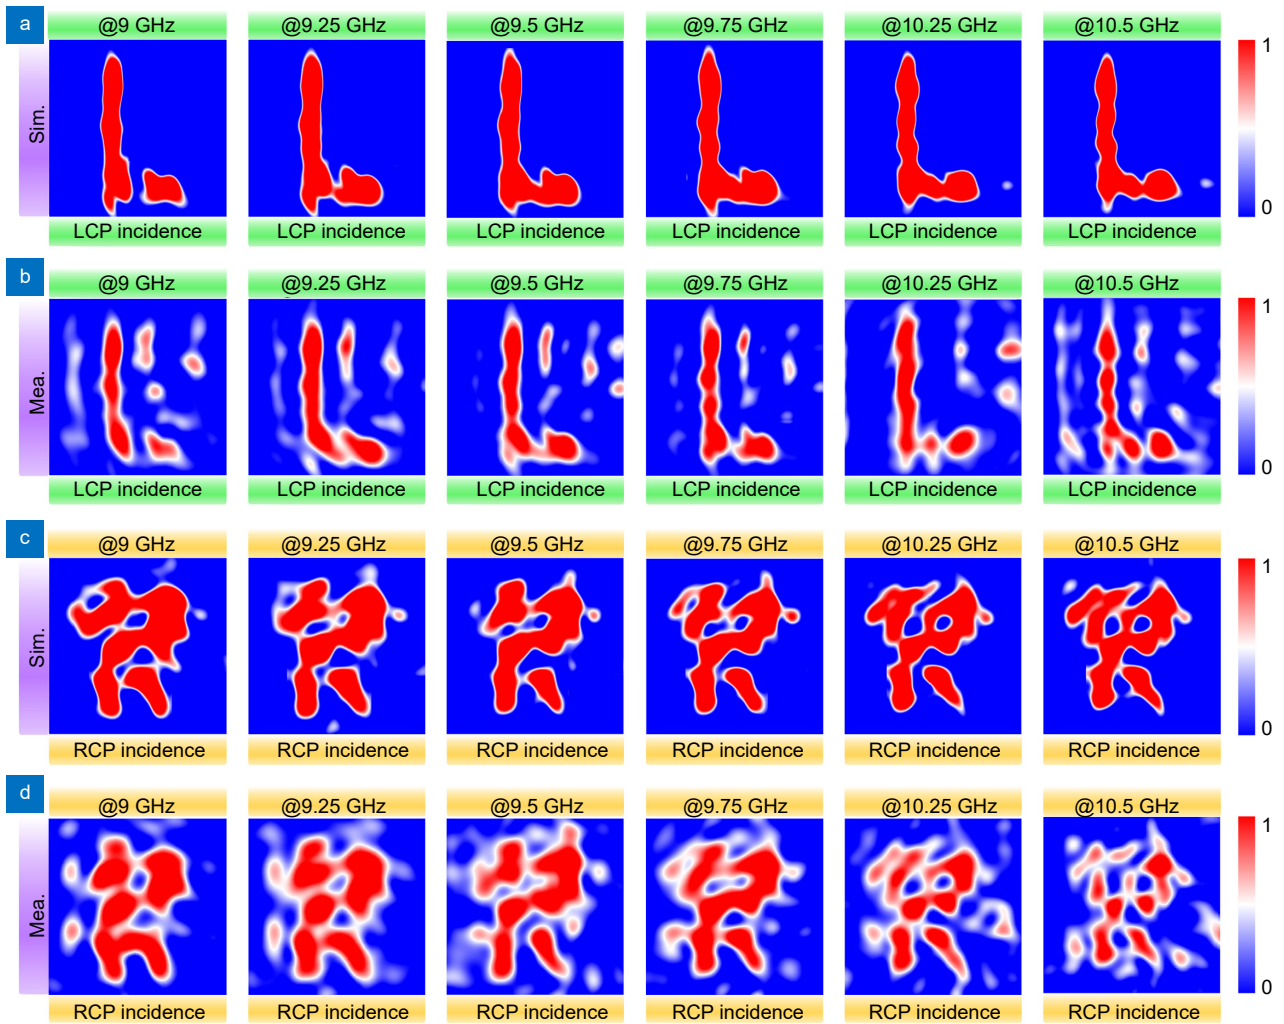 a @9 GHz @9.25 GHz @9.5 GHz @9.75 GHz @10.25 GHz @10.5 GHz
Sim.
1
0
LCP incidence LCP incidence LCP incidence LCP incidence LCP incidence LCP incidence
b @9 GHz @9.25 GHz @9.5 GHz @9.75 GHz @10.25 GHz @10.5 GHz
Mea.
1
0
LCP incidence LCP incidence LCP incidence LCP incidence LCP incidence LCP incidence
c @9 GHz @9.25 GHz @9.5 GHz @9.75 GHz @10.25 GHz @10.5 GHz
Sim.
1
0
RCP incidence RCP incidence RCP incidence RCP incidence RCP incidence RCP incidence
d @9 GHz @9.25 GHz @9.5 GHz @9.75 GHz @10.25 GHz @10.5 GHz
Mea.
1
0
RCP incidence RCP incidence RCP incidence RCP incidence RCP incidence RCP incidence